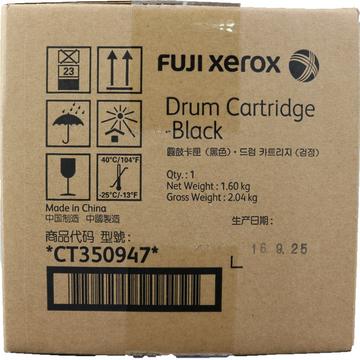 FUJI xerox
23
Drum Cartridge
-Black
圓鼓卡匣（黑色）・드럼 카트리지 (검정)
Qty. : 1
Net Weight : 1.60 kg
Gross Weight : 2.04 kg
40°C/104°F
-25°C/-13°F
Made in China
中国制造 中國製造
生产日期:
商品代码 型號:
*CT350947*
16.9.25